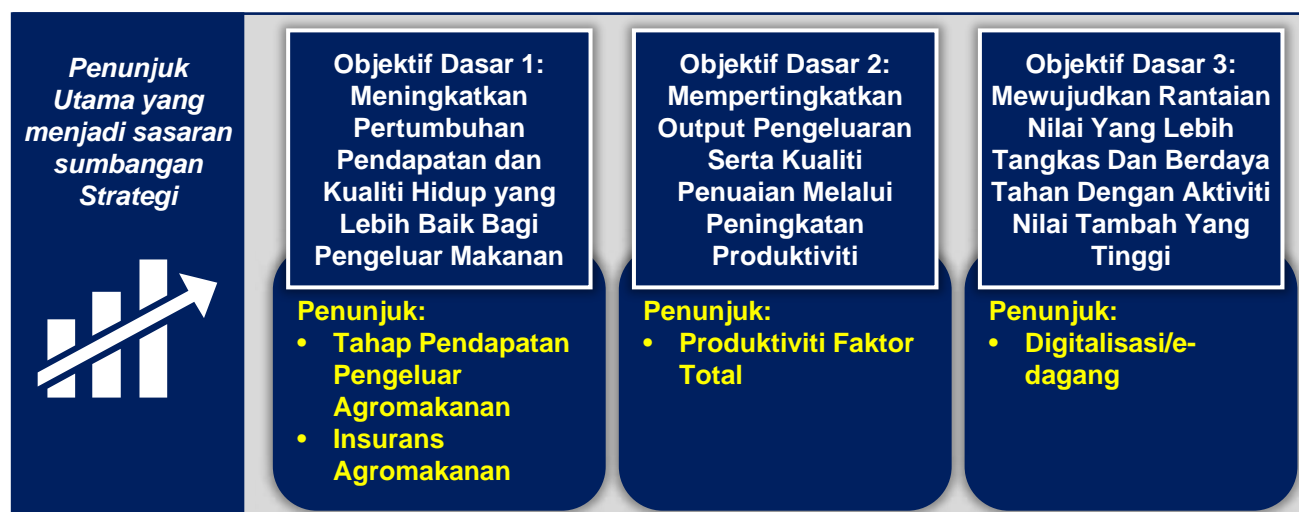 Penunjuk
Utama yang
menjadi sasaran
sumbangan
Strategi
Objektif Dasar 1:
Meningkatkan
Pertumbuhan
Pendapatan dan
Kualiti Hidup yang
Lebih Baik Bagi
Pengeluar Makanan
Penunjuk:
• Tahap Pendapatan
Pengeluar
Agromakanan
• Insurans
Agromakanan
Objektif Dasar 2:
Mempertingkatkan
Output Pengeluaran
Serta Kualiti
Penuaian Melalui
Peningkatan
Produktiviti
Penunjuk:
• Produktiviti Faktor
Total
Objektif Dasar 3:
Mewujudkan Rantaian
Nilai Yang Lebih
Tangkas Dan Berdaya
Tahan Dengan Aktiviti
Nilai Tambah Yang
Tinggi
Penunjuk:
• Digitalisasi/e-
dagang